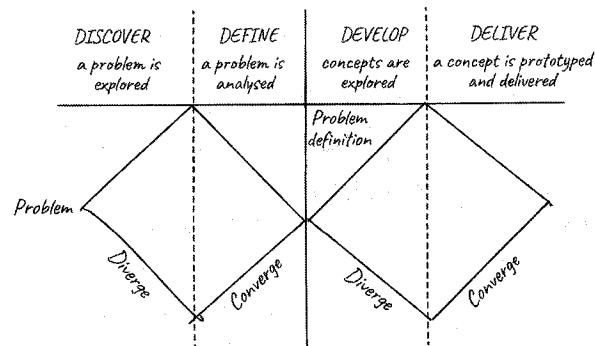 DISCOVER
a problem is
explored
DEFINE
a problem is
analysed
DEVELOP
concepts are
explored
DELIVER
a concept is prototyped
and delivered
Problem
definition
Problem
Diverge
Converge
Diverge
Converge